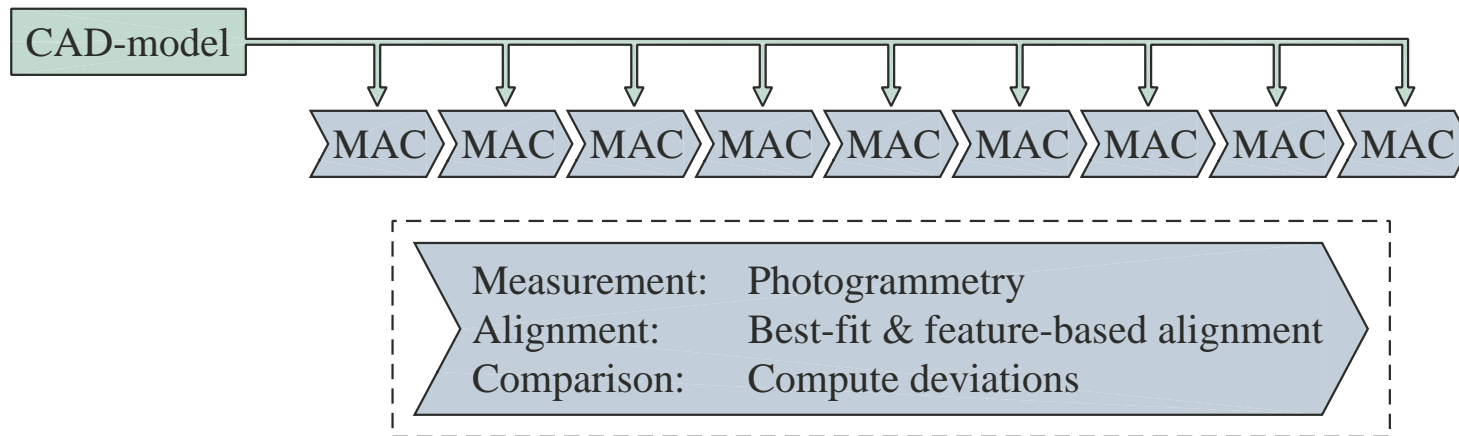 CAD-model
MAC MAC MAC MAC MAC MAC MAC MAC MAC
Measurement: Photogrammetry
Alignment: Best-fit & feature-based alignment
Comparison: Compute deviations